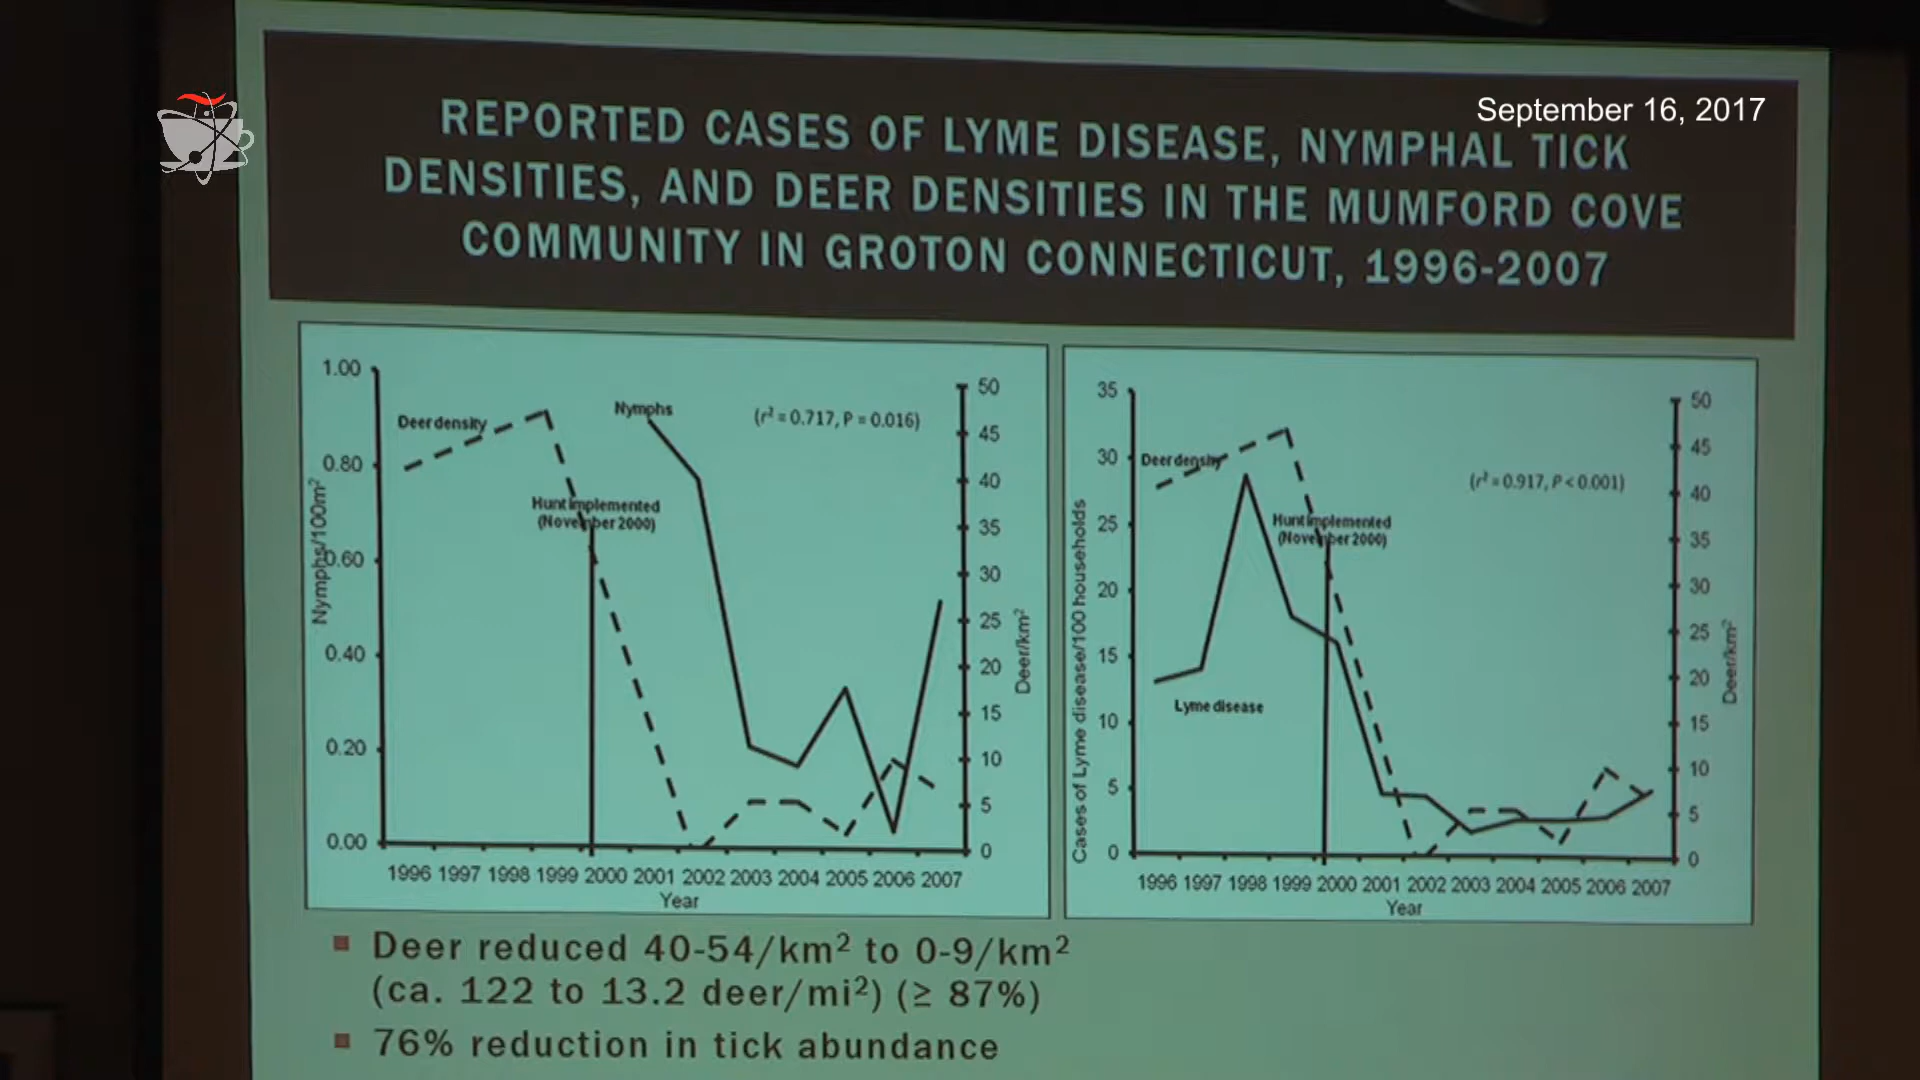 September 16, 2017
REPORTED CASES OF LYME DISEASE, NYMPHAL TICK
DENSITIES, AND DEER DENSITIES IN THE MUMFORD COVE
COMMUNITY IN GROTON CONNECTICUT, 1996-2007
1.00
0.80
0.60
0.40
0.20
0.00
Nymphs/100m²
Deer density
Nymphs
(r² = 0.717, P = 0.016)
Hunt implemented
(November 2000)
50
45
40
35
30
25
20
15
10
5
0
Deer/km²
1996 1997 1998 1999 2000 2001 2002 2003 2004 2005 2006 2007
Year
35
30
25
20
15
10
5
0
Cases of Lyme disease/100 households
Deer density
(r² = 0.917, P < 0.001)
Hunt implemented
(November 2000)
Lyme disease
50
45
40
35
30
25
20
15
10
5
0
Deer/km²
1996 1997 1998 1999 2000 2001 2002 2003 2004 2005 2006 2007
Year
Deer reduced 40-54/km² to 0-9/km²
(ca. 122 to 13.2 deer/mi²) (≥ 87%)
76% reduction in tick abundance